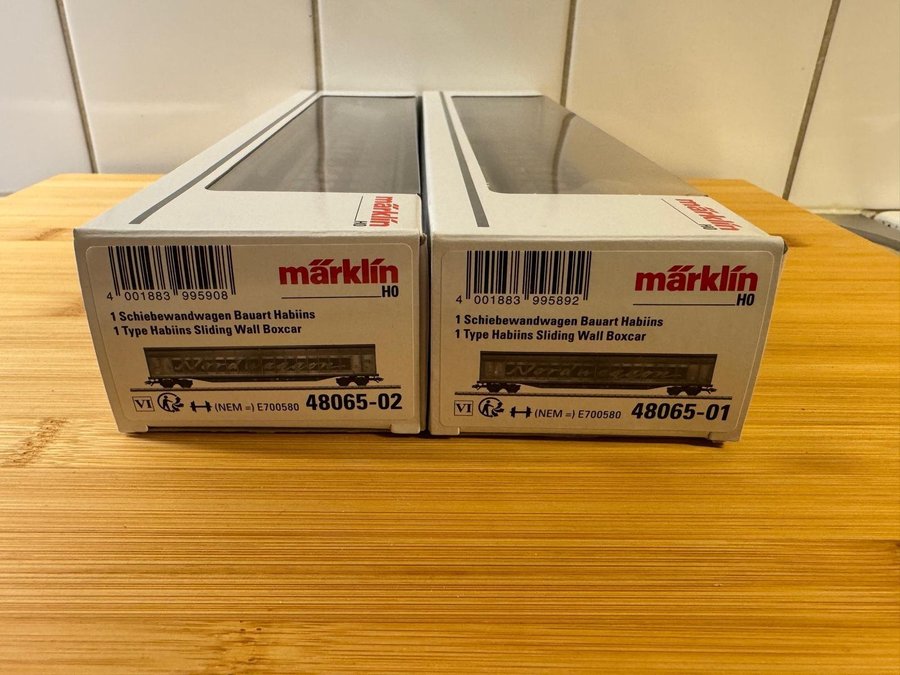 märklin
H0
4 001883 995908
märklin
H0
1 Schiebewandwagen Bauart Habiins
1 Type Habiins Sliding Wall Boxcar
VI
(NEM =) E700580
48065-02
märklin
H0
4 001883 995892
märklin
H0
1 Schiebewandwagen Bauart Habiins
1 Type Habiins Sliding Wall Boxcar
VI
(NEM =) E700580
48065-01